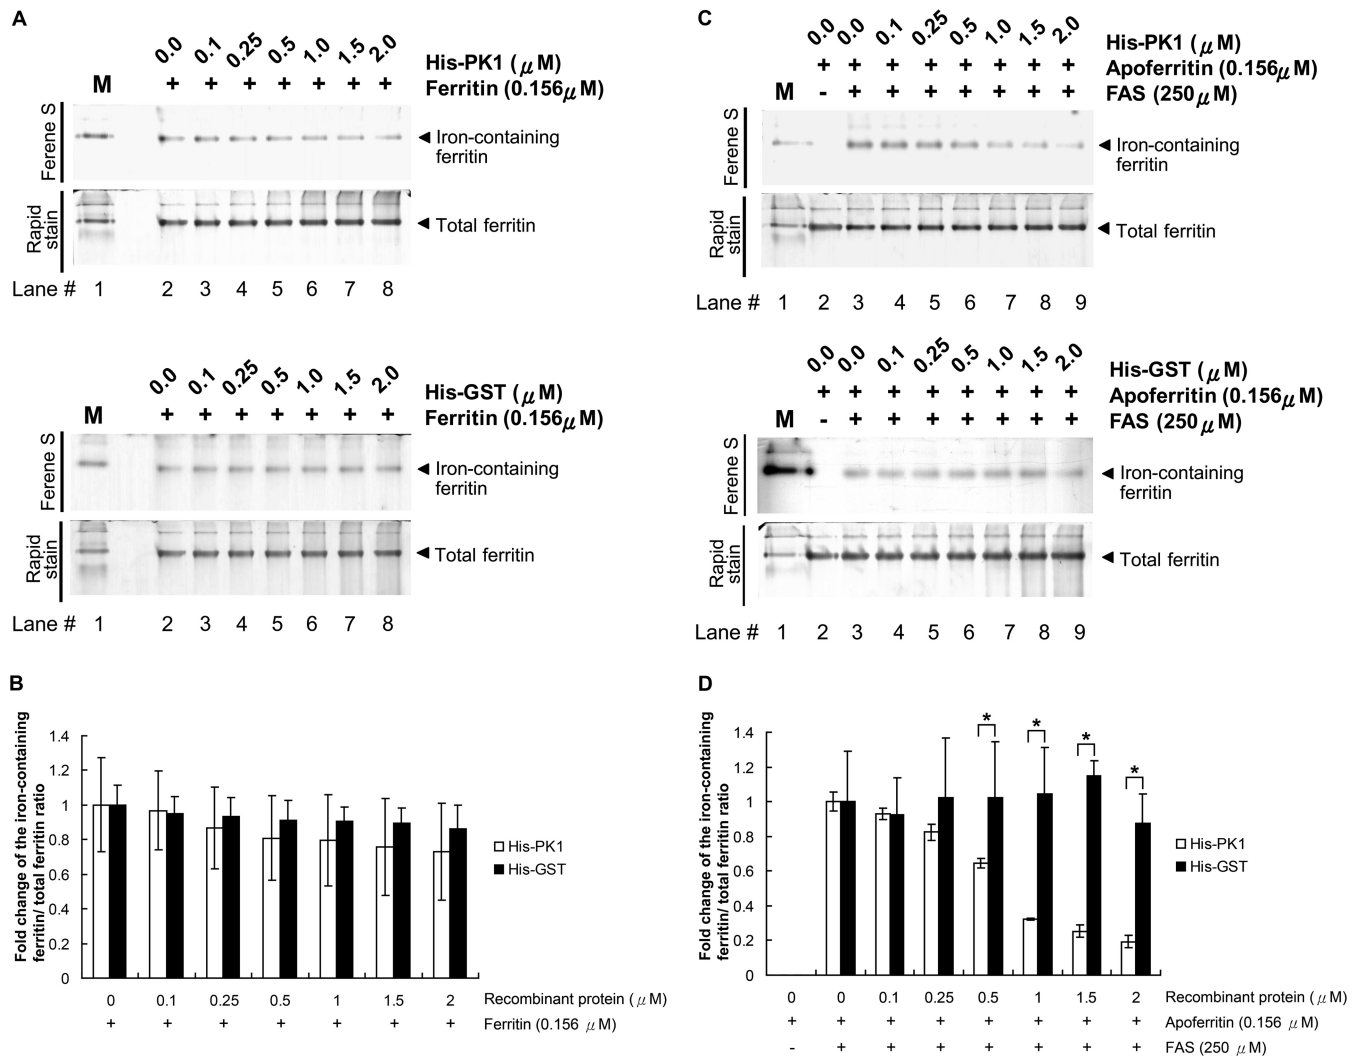 A
0.0 0.1 0.25 0.5 1.0 1.5 2.0 His-PK1 (μM)
M + + + + + + + Ferritin (0.156μM)
Ferene S
Iron-containing
ferritin
Rapid
stain
Total ferritin
Lane # 1 2 3 4 5 6 7 8
0.0 0.1 0.25 0.5 1.0 1.5 2.0 His-GST (μM)
M + + + + + + + Ferritin (0.156μM)
Ferene S
Iron-containing
ferritin
Rapid
stain
Total ferritin
Lane # 1 2 3 4 5 6 7 8
B
Fold change of the iron-containing
ferritin/ total ferritin ratio
1.4
1.2
1
0.8
0.6
0.4
0.2
0
His-PK1
His-GST
0 0.1 0.25 0.5 1 1.5 2 Recombinant protein (μM)
+ + + + + + + Ferritin (0.156 μM)
C
0.0 0.0 0.1 0.25 0.5 1.0 1.5 2.0 His-PK1 (μM)
+ + + + + + + + Apoferritin (0.156μM)
M - + + + + + + + FAS (250μM)
Ferene S
Iron-containing
ferritin
Rapid
stain
Total ferritin
Lane # 1 2 3 4 5 6 7 8 9
0.0 0.0 0.1 0.25 0.5 1.0 1.5 2.0 His-GST (μM)
+ + + + + + + + Apoferritin (0.156μM)
M - + + + + + + + FAS (250μM)
Ferene S
Iron-containing
ferritin
Rapid
stain
Total ferritin
Lane # 1 2 3 4 5 6 7 8 9
D
Fold change of the iron-containing
ferritin/ total ferritin ratio
1.4
1.2
1
0.8
0.6
0.4
0.2
0
* * * *
His-PK1
His-GST
0 0 0.1 0.25 0.5 1 1.5 2 Recombinant protein (μM)
+ + + + + + + + Apoferritin (0.156 μM)
- + + + + + + + FAS (250 μM)